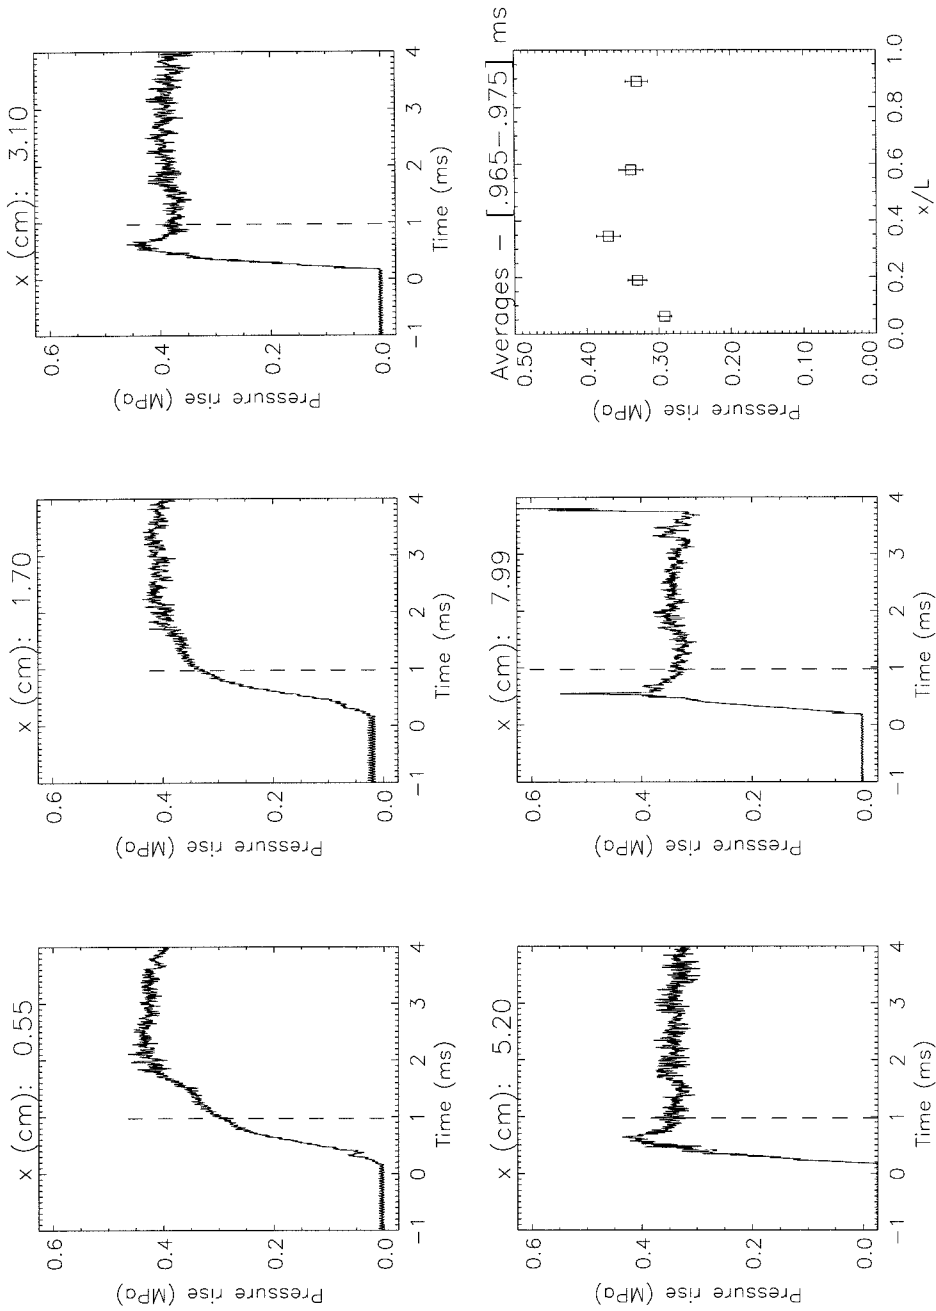 x (cm): 0.55
Pressure rise (MPa)
0.6
0.4
0.2
0.0
-1 0 1 2 3 4
Time (ms)
x (cm): 1.70
Pressure rise (MPa)
0.6
0.4
0.2
0.0
-1 0 1 2 3 4
Time (ms)
x (cm): 3.10
Pressure rise (MPa)
0.6
0.4
0.2
0.0
-1 0 1 2 3 4
Time (ms)
x (cm): 5.20
Pressure rise (MPa)
0.6
0.4
0.2
0.0
-1 0 1 2 3 4
Time (ms)
x (cm): 7.99
Pressure rise (MPa)
0.6
0.4
0.2
0.0
-1 0 1 2 3 4
Time (ms)
Averages - [.965-.975] ms
Pressure rise (MPa)
0.50
0.40
0.30
0.20
0.10
0.00
0.0 0.2 0.4 0.6 0.8 1.0
x/L